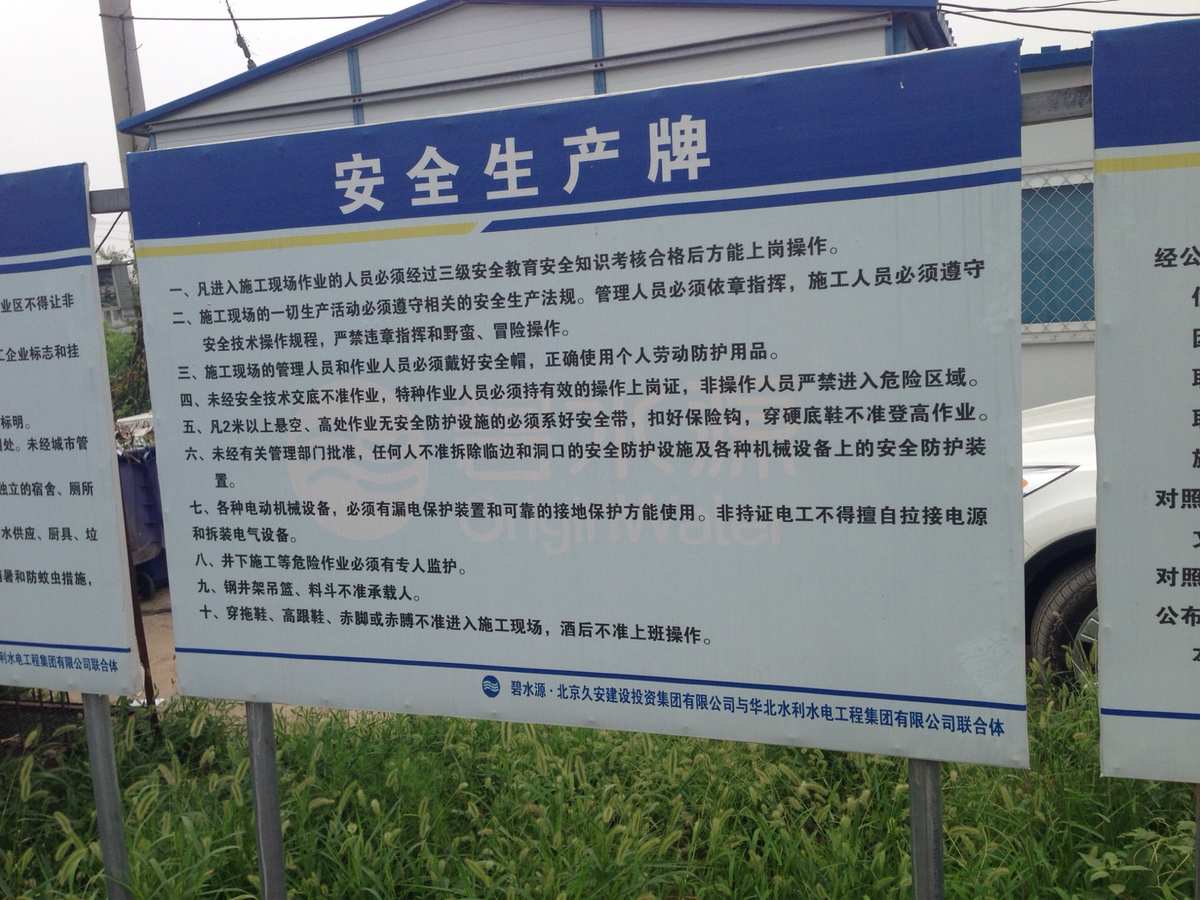 安全生产牌
一、凡进入施工现场作业的人员必须经过三级安全教育安全知识考核合格后方能上岗操作。
二、施工现场的一切生产活动必须遵守相关的安全生产法规。管理人员必须依章指挥，施工人员必须遵守
安全技术操作规程，严禁违章指挥和野蛮、冒险操作。
三、施工现场的管理人员和作业人员必须戴好安全帽，正确使用个人劳动防护用品。
四、未经安全技术交底不准作业，特种作业人员必须持有效的操作上岗证，非操作人员严禁进入危险区域。
五、凡2米以上悬空、高处作业无安全防护设施的必须系好安全带，扣好保险钩，穿硬底鞋不准登高作业。
六、未经有关管理部门批准，任何人不准拆除临边和洞口的安全防护设施及各种机械设备上的安全防护装
置。
七、各种电动机械设备，必须有漏电保护装置和可靠的接地保护方能使用。非持证电工不得擅自拉接电源
和拆装电气设备。
八、井下施工等危险作业必须有专人监护。
九、钢井架吊篮、料斗不准承载人。
十、穿拖鞋、高跟鞋、赤脚或赤膊不准进入施工现场，酒后不准上班操作。
碧水源·北京久安建设投资集团有限公司与华北水利水电工程集团有限公司联合体
碧水源
OriginWater
业区不得让非
工企业标志和挂
标明。
处。未经城市管
独立的宿舍、厕所
水供应、厨具、垃
暑和防蚊虫措施，
利水电工程集团有限公司联合体
经公
对照
对照
公布